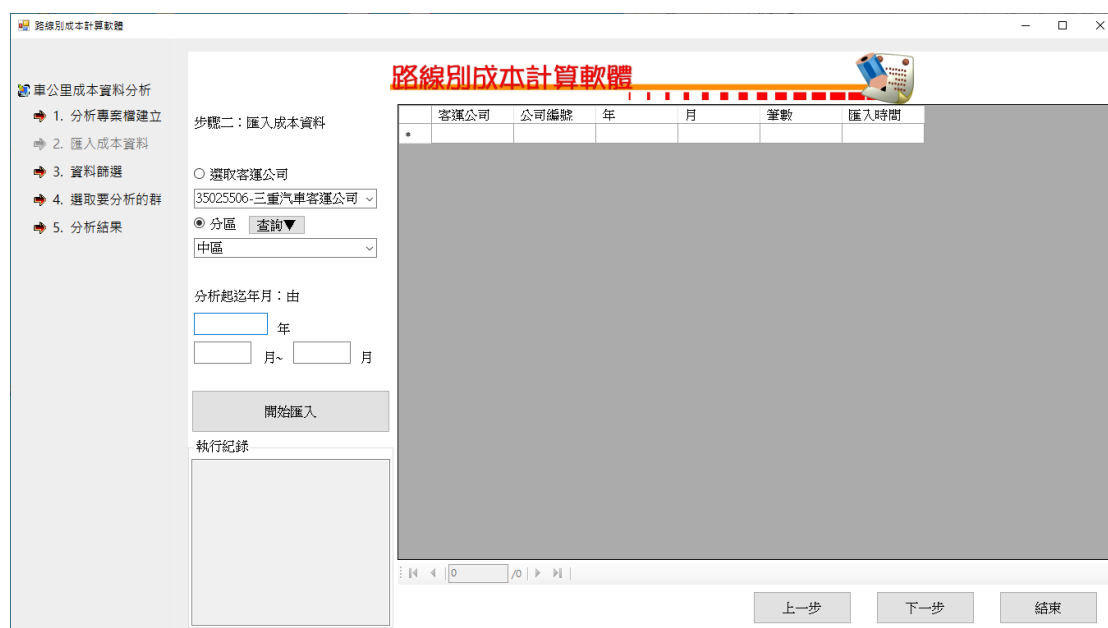 路線別成本計算軟體
車公里成本資料分析
1. 分析專案檔建立
2. 匯入成本資料
3. 資料篩選
4. 選取要分析的群
5. 分析結果
路線別成本計算軟體
步驟二：匯入成本資料
選取客運公司
35025506-三重汽車客運公司
分區 查詢▼
中區
分析起迄年月：由
年
月~ 月
開始匯入
執行紀錄
客運公司 公司編號 年 月 筆數 匯入時間
0 /0
上一步 下一步 結束